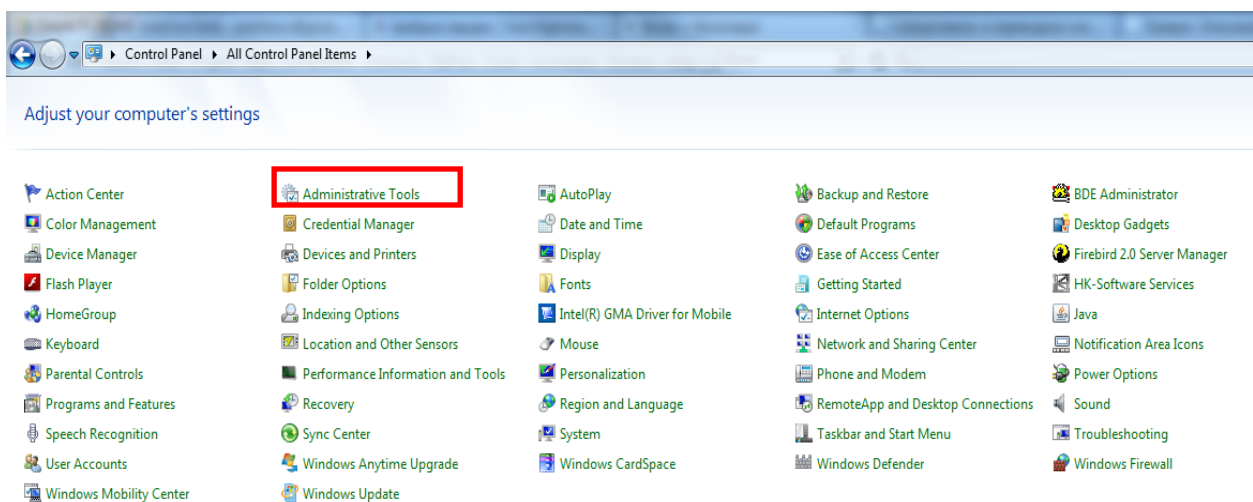 Control Panel All Control Panel Items
Adjust your computer's settings
Action Center Administrative Tools AutoPlay Backup and Restore BDE Administrator
Color Management Credential Manager Date and Time Default Programs Desktop Gadgets
Device Manager Devices and Printers Display Ease of Access Center Firebird 2.0 Server Manager
Flash Player Folder Options Fonts Getting Started HK-Software Services
HomeGroup Indexing Options Intel(R) GMA Driver for Mobile Internet Options Java
Keyboard Location and Other Sensors Mouse Network and Sharing Center Notification Area Icons
Parental Controls Performance Information and Tools Personalization Phone and Modem Power Options
Programs and Features Recovery Region and Language RemoteApp and Desktop Connections Sound
Speech Recognition Sync Center System Taskbar and Start Menu Troubleshooting
User Accounts Windows Anytime Upgrade Windows CardSpace Windows Defender Windows Firewall
Windows Mobility Center Windows Update